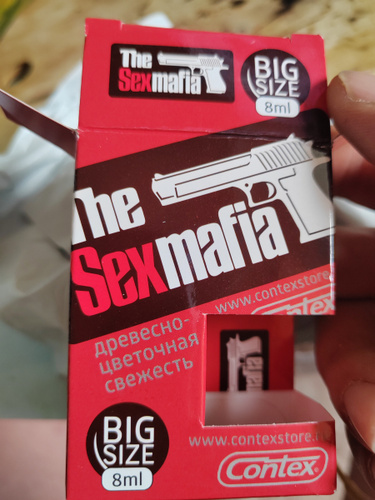 The
Sexmafia
BIG
SIZE
8ml
The
Sexmafia
www.contexstore.
Contex
древесно-
цветочная
свежесть
mafia
BIG
SIZE
8ml
www.contexstore.
Contex®